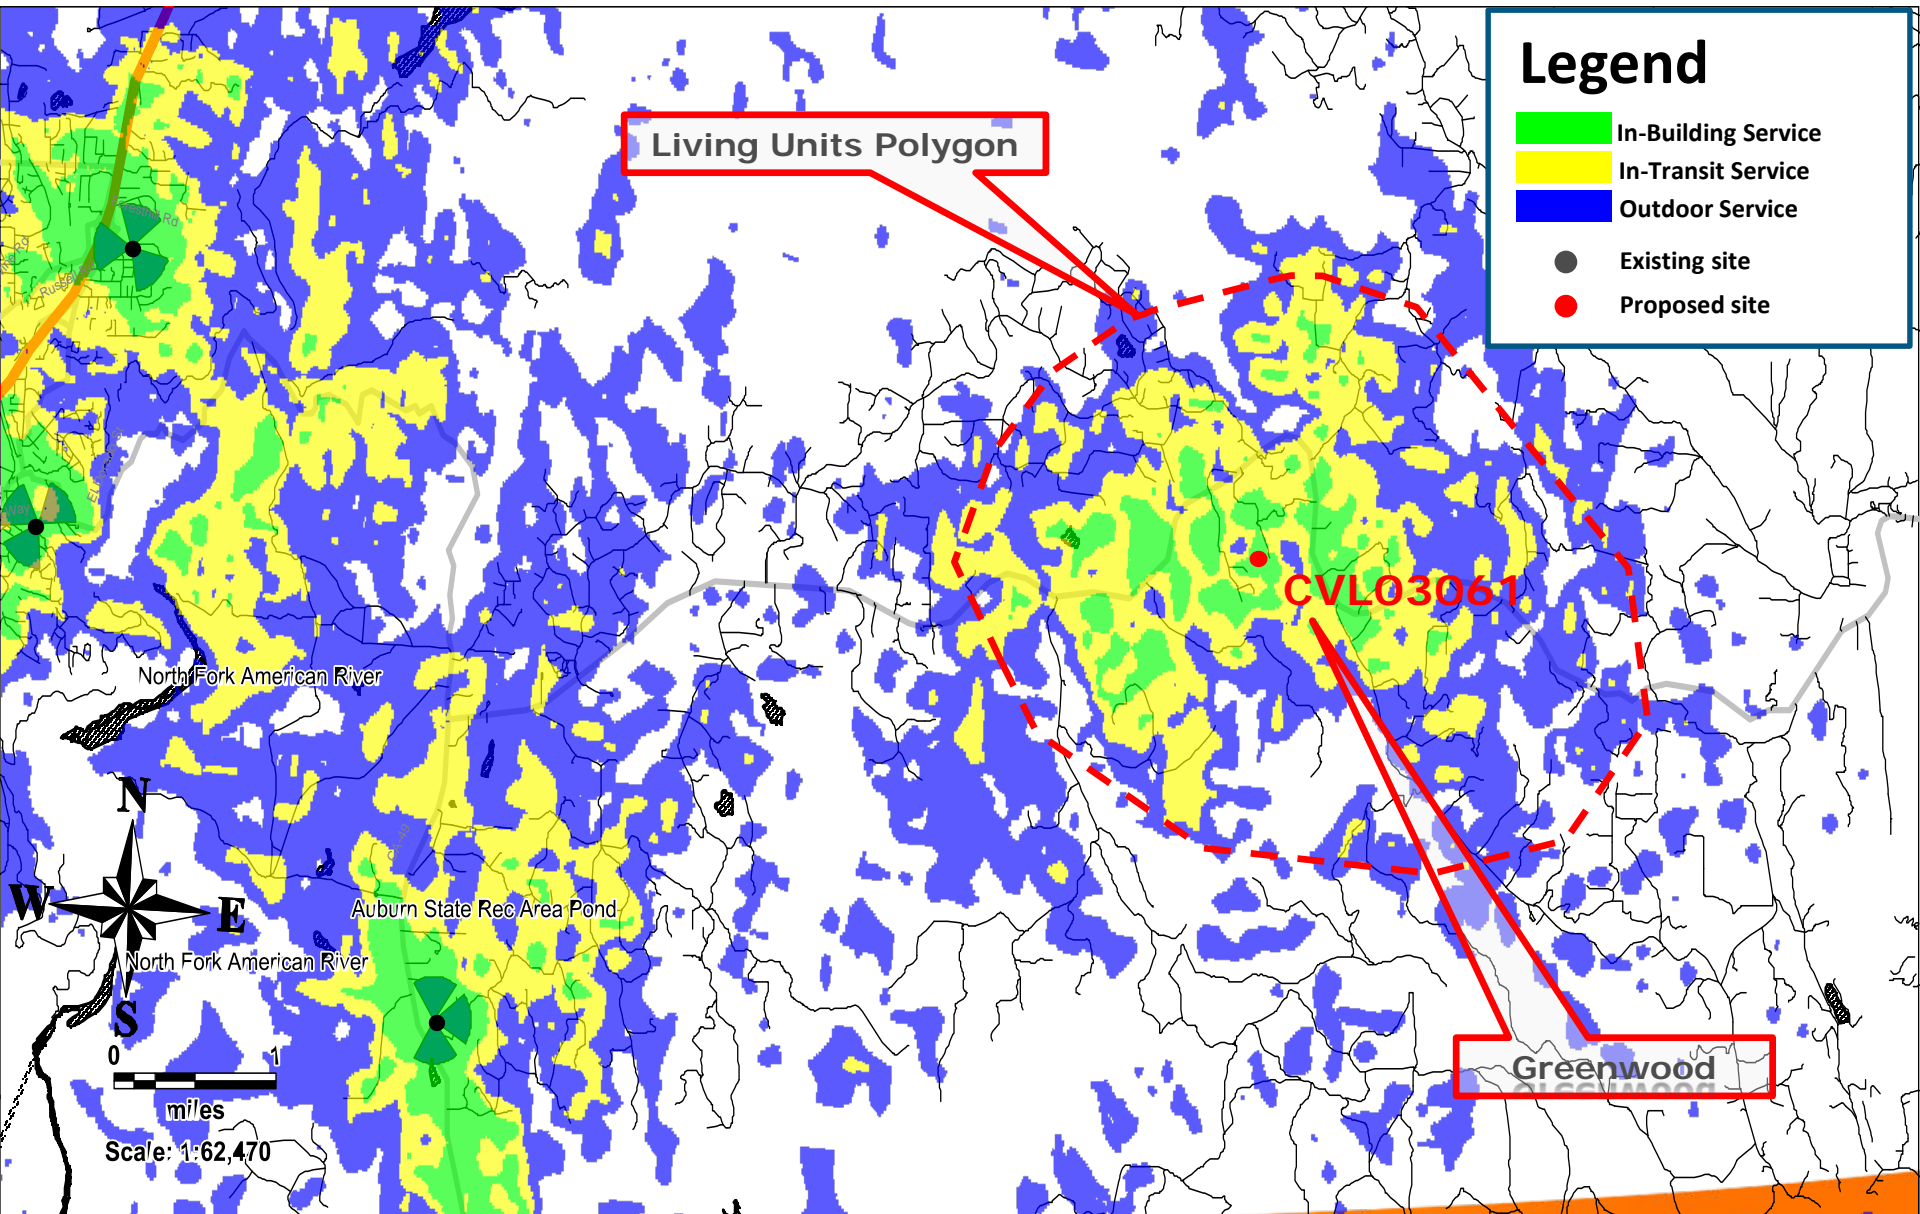 Legend
In-Building Service
In-Transit Service
Outdoor Service
Existing site
Proposed site
Living Units Polygon
CVL03061
Greenwood
North Fork American River
Auburn State Rec Area Pond
North Fork American River
N
W
E
S
0 1
miles
Scale: 1:62,470